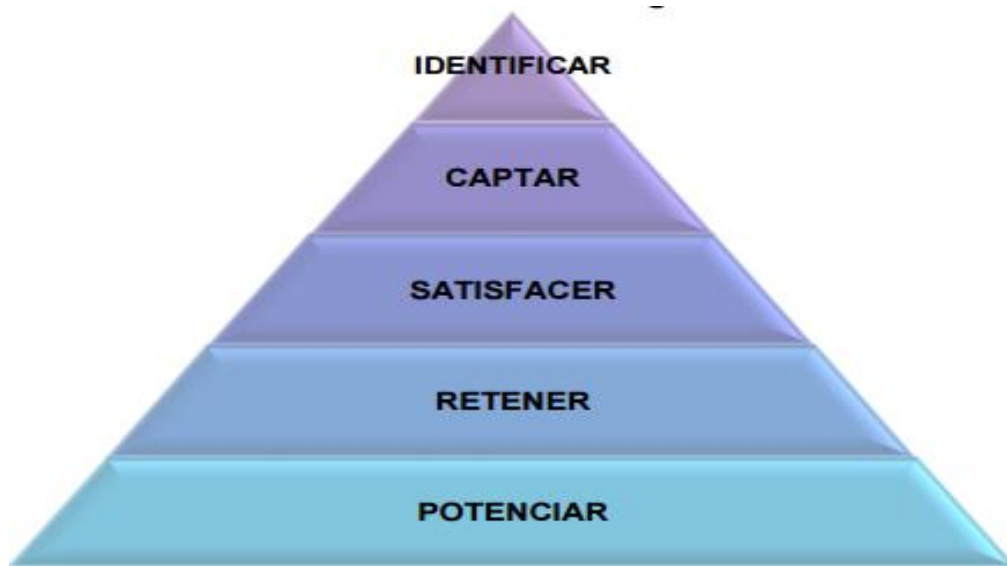 IDENTIFICAR
CAPTAR
SATISFACER
RETENER
POTENCIAR